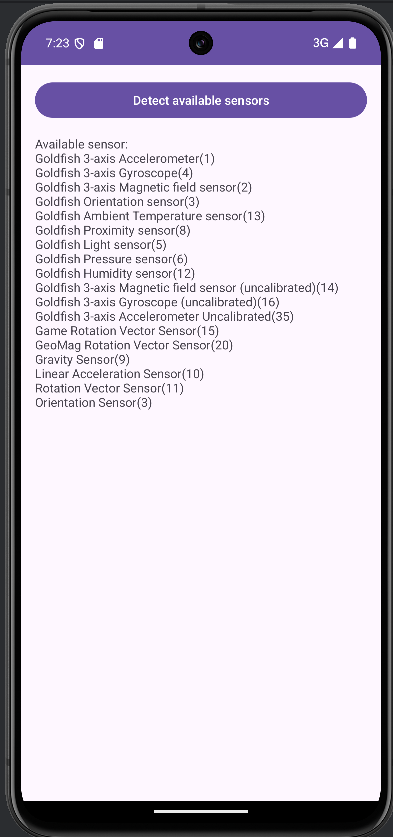 7:23
3G
Detect available sensors
Available sensor:
Goldfish 3-axis Accelerometer(1)
Goldfish 3-axis Gyroscope(4)
Goldfish 3-axis Magnetic field sensor(2)
Goldfish Orientation sensor(3)
Goldfish Ambient Temperature sensor(13)
Goldfish Proximity sensor(8)
Goldfish Light sensor(5)
Goldfish Pressure sensor(6)
Goldfish Humidity sensor(12)
Goldfish 3-axis Magnetic field sensor (uncalibrated)(14)
Goldfish 3-axis Gyroscope (uncalibrated)(16)
Goldfish 3-axis Accelerometer Uncalibrated(35)
Game Rotation Vector Sensor(15)
GeoMag Rotation Vector Sensor(20)
Gravity Sensor(9)
Linear Acceleration Sensor(10)
Rotation Vector Sensor(11)
Orientation Sensor(3)